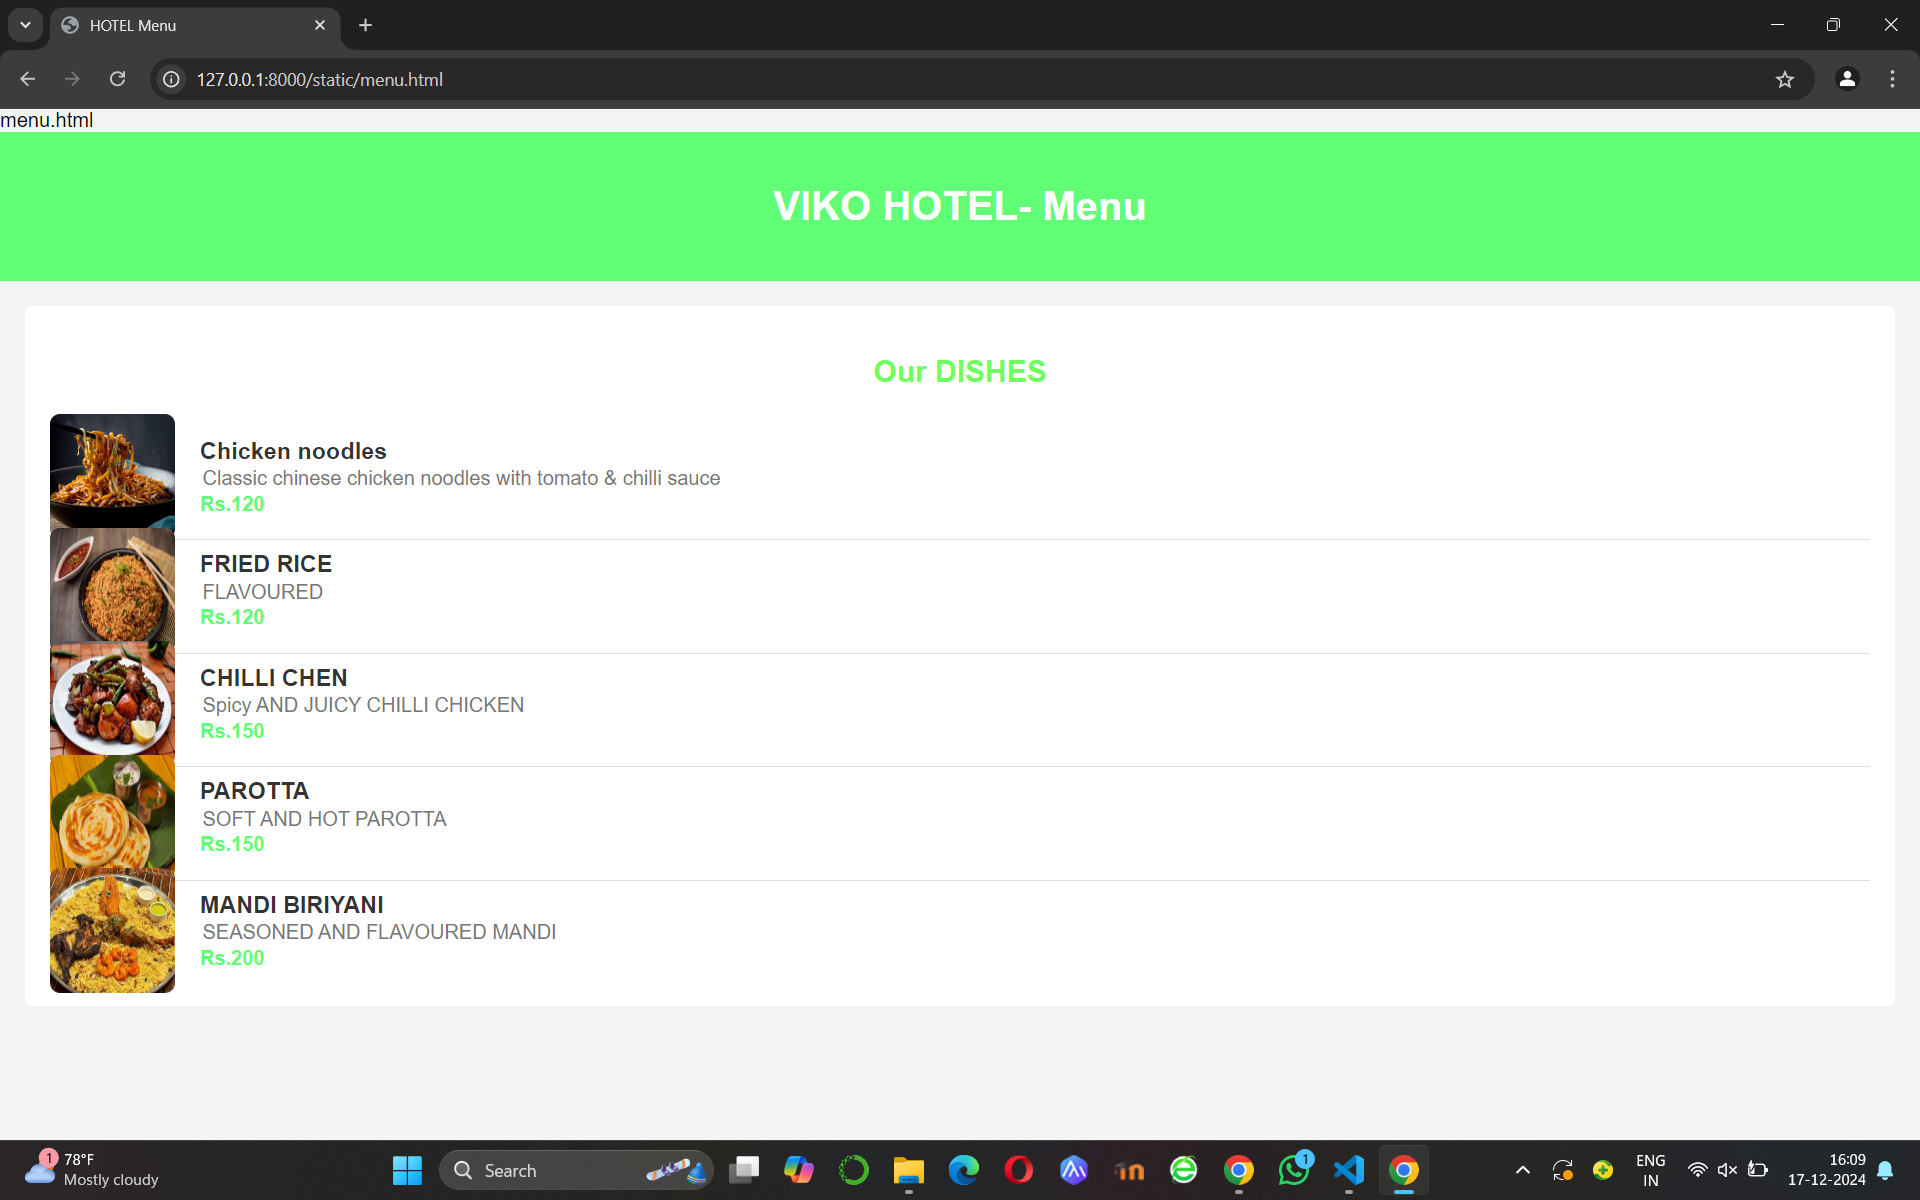 HOTEL Menu
127.0.0.1:8000/static/menu.html
menu.html
VIKO HOTEL- Menu
Our DISHES
Chicken noodles
Classic chinese chicken noodles with tomato & chilli sauce
Rs.120
FRIED RICE
FLAVOURED
Rs.120
CHILLI CHEN
Spicy AND JUICY CHILLI CHICKEN
Rs.150
PAROTTA
SOFT AND HOT PAROTTA
Rs.150
MANDI BIRIYANI
SEASONED AND FLAVOURED MANDI
Rs.200
1
78°F
Mostly cloudy
Search
1
ENG
IN
16:09
17-12-2024